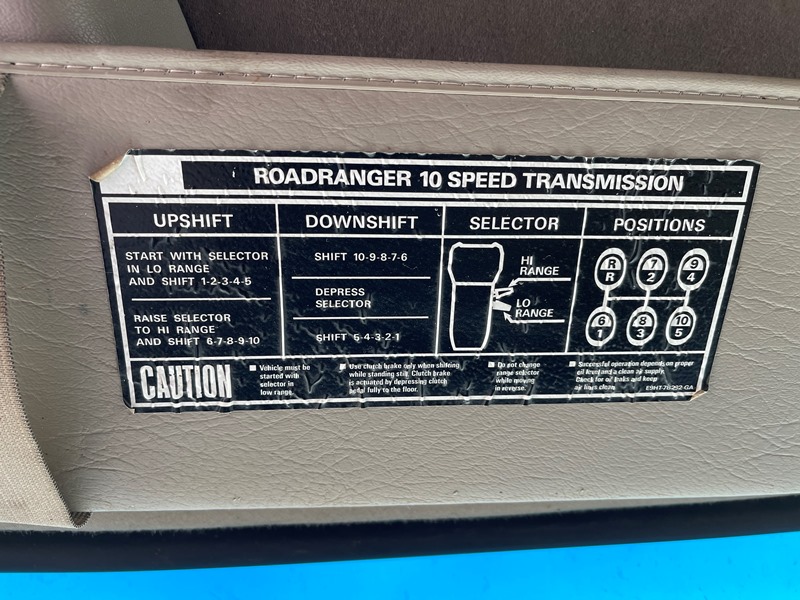 ROADRANGER 10 SPEED TRANSMISSION
UPSHIFT
START WITH SELECTOR
IN LO RANGE
AND SHIFT 1-2-3-4-5
RAISE SELECTOR
TO HI RANGE
AND SHIFT 6-7-8-9-10
DOWNSHIFT
SHIFT 10-9-8-7-6
DEPRESS
SELECTOR
SHIFT 5-4-3-2-1
SELECTOR
HI
RANGE
LO
RANGE
POSITIONS
R 7 9
R 2 4
6 8 10
1 3 5
CAUTION
Vehicle must be
started with
selector in
low range.
Use clutch brake only when shifting
while standing still. Clutch brake
is actuated by depressing clutch
pedal fully to the floor.
Do not change
range selector
while moving
in reverse.
Successful operation depends on proper
oil level and a clean air supply.
Check for oil leaks and keep
air lines clean.